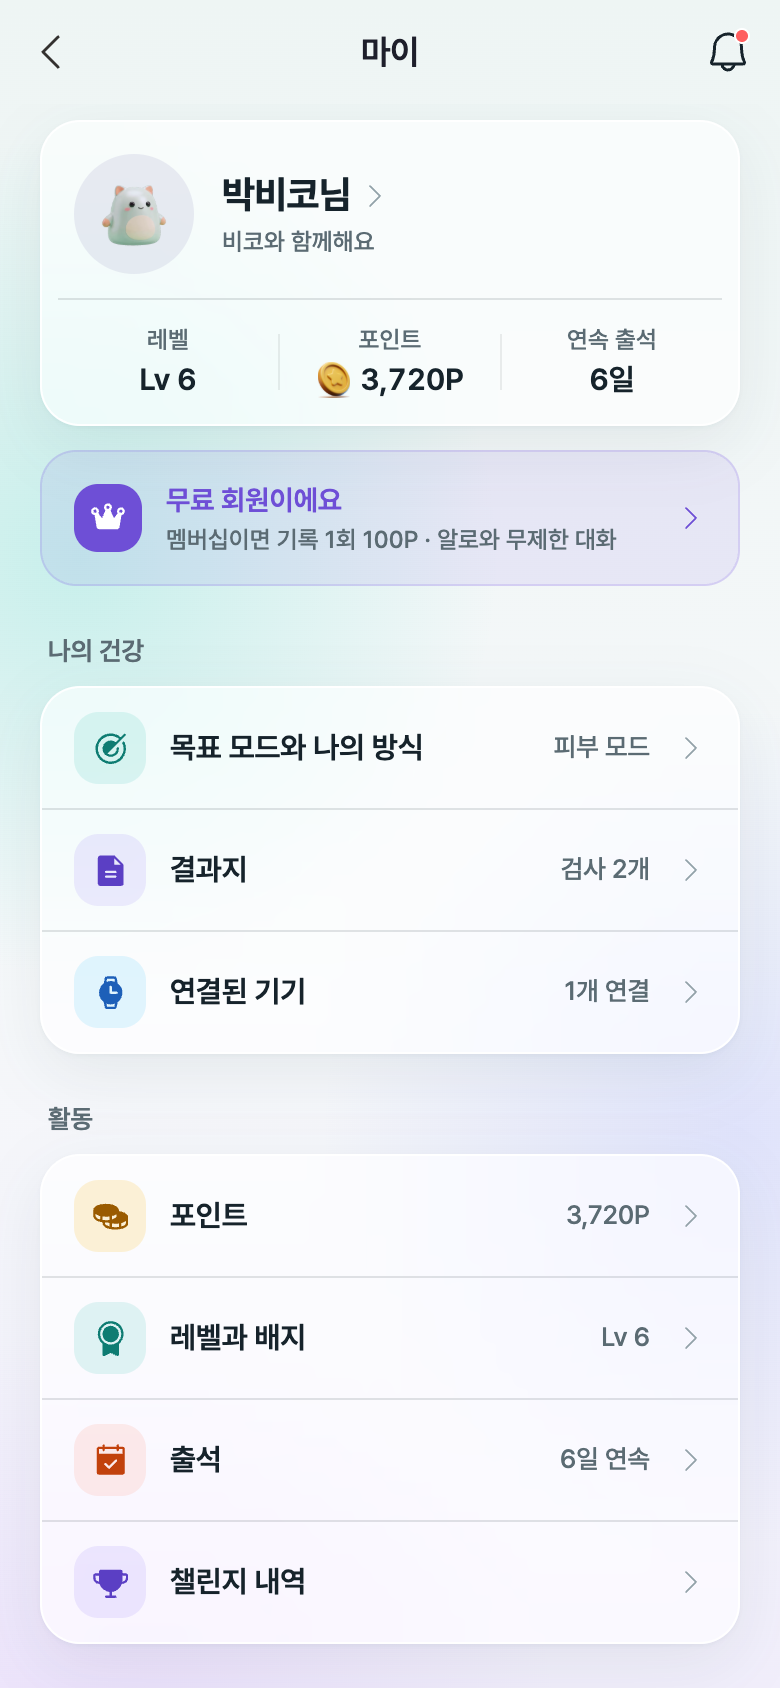 마이
박비코님
비코와 함께해요
레벨
Lv 6
포인트
3,720P
연속 출석
6일
무료 회원이에요
멤버십이면 기록 1회 100P · 알로와 무제한 대화
나의 건강
목표 모드와 나의 방식 피부 모드
결과지 검사 2개
연결된 기기 1개 연결
활동
포인트 3,720P
레벨과 배지 Lv 6
출석 6일 연속
챌린지 내역